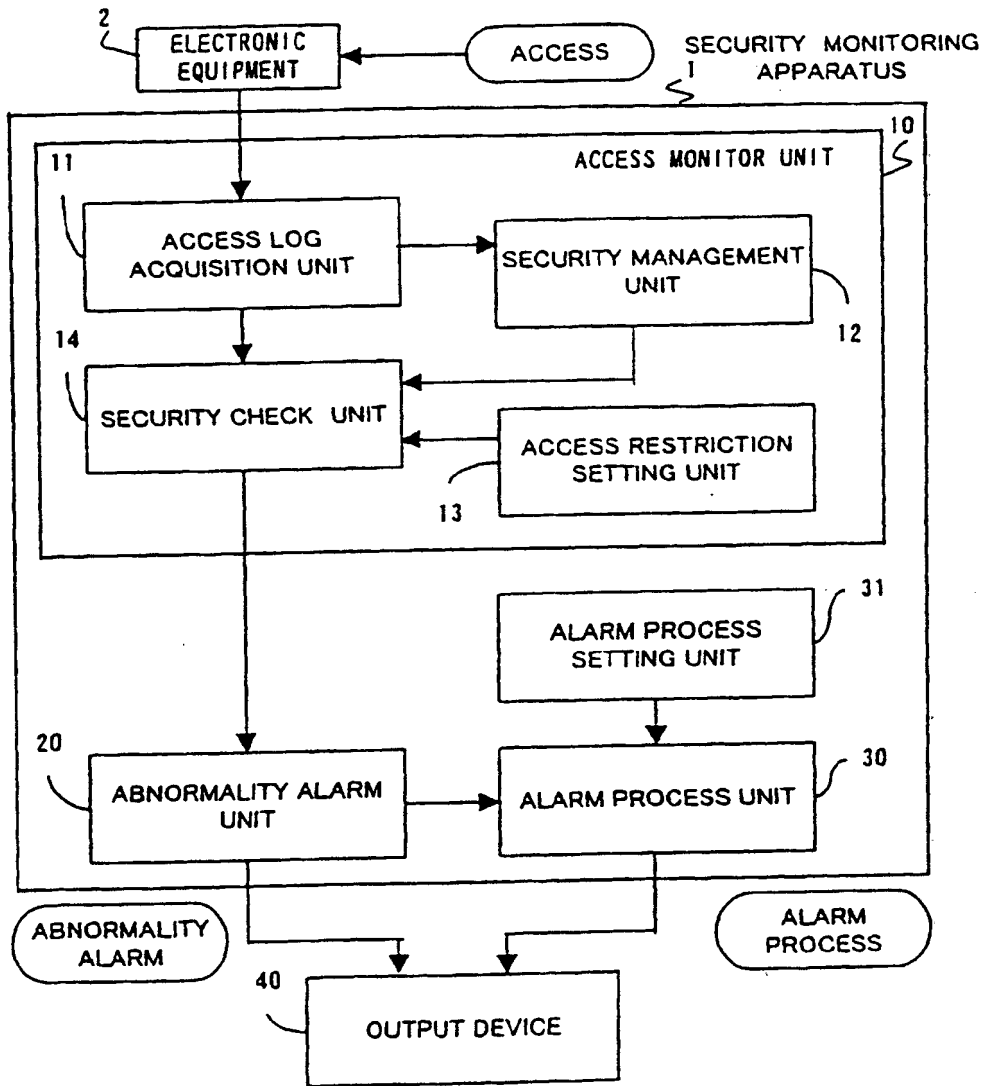 2
ELECTRONIC
EQUIPMENT
ACCESS
SECURITY MONITORING
APPARATUS
1
10
ACCESS MONITOR UNIT
11
ACCESS LOG
ACQUISITION UNIT
SECURITY MANAGEMENT
UNIT
12
14
SECURITY CHECK UNIT
ACCESS RESTRICTION
SETTING UNIT
13
31
ALARM PROCESS
SETTING UNIT
20
ABNORMALITY ALARM
UNIT
30
ALARM PROCESS UNIT
ABNORMALITY
ALARM
ALARM
PROCESS
40
OUTPUT DEVICE